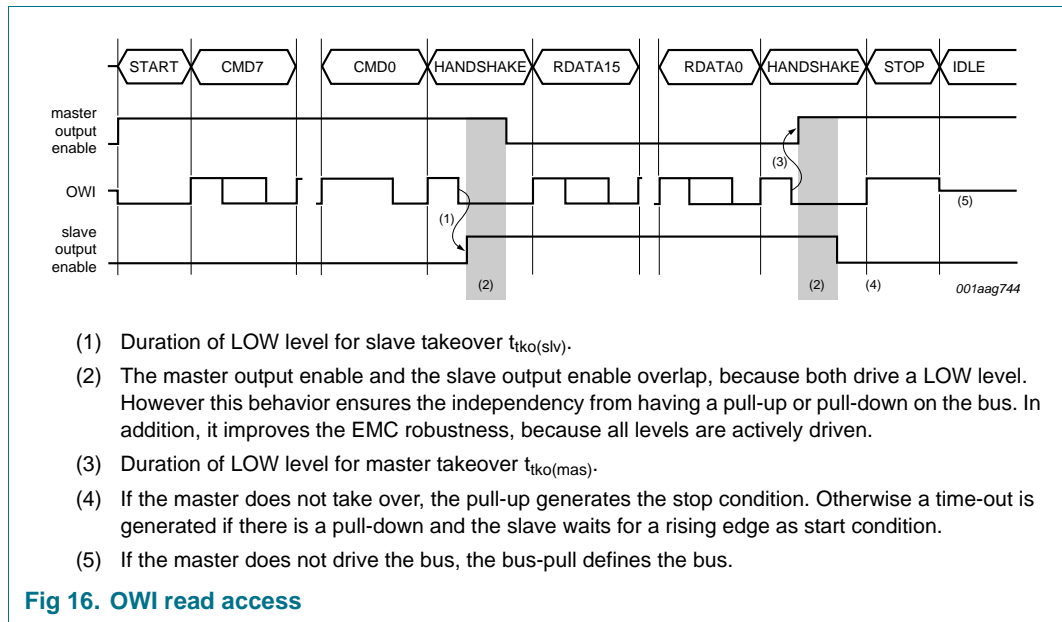 START CMD7 CMD0 HANDSHAKE RDATA15 RDATA0 HANDSHAKE STOP IDLE
master
output
enable
(3)
OWI
(1)
(5)
slave
output
enable
(2) (2) (4)
001aag744
(1) Duration of LOW level for slave takeover ttko(slv).
(2) The master output enable and the slave output enable overlap, because both drive a LOW level.
However this behavior ensures the independency from having a pull-up or pull-down on the bus. In
addition, it improves the EMC robustness, because all levels are actively driven.
(3) Duration of LOW level for master takeover ttko(mas).
(4) If the master does not take over, the pull-up generates the stop condition. Otherwise a time-out is
generated if there is a pull-down and the slave waits for a rising edge as start condition.
(5) If the master does not drive the bus, the bus-pull defines the bus.
Fig 16. OWI read access